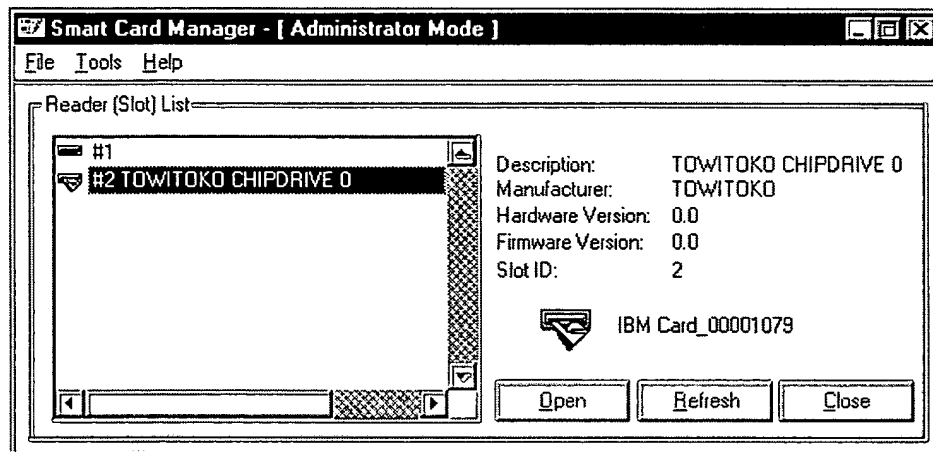 Smart Card Manager - [ Administrator Mode ]
File Tools Help
Reader (Slot) List
#1
#2 TOWITOKO CHIPDRIVE 0
Description: TOWITOKO CHIPDRIVE 0
Manufacturer: TOWITOKO
Hardware Version: 0.0
Firmware Version: 0.0
Slot ID: 2
IBM Card_00001079
Open Refresh Close